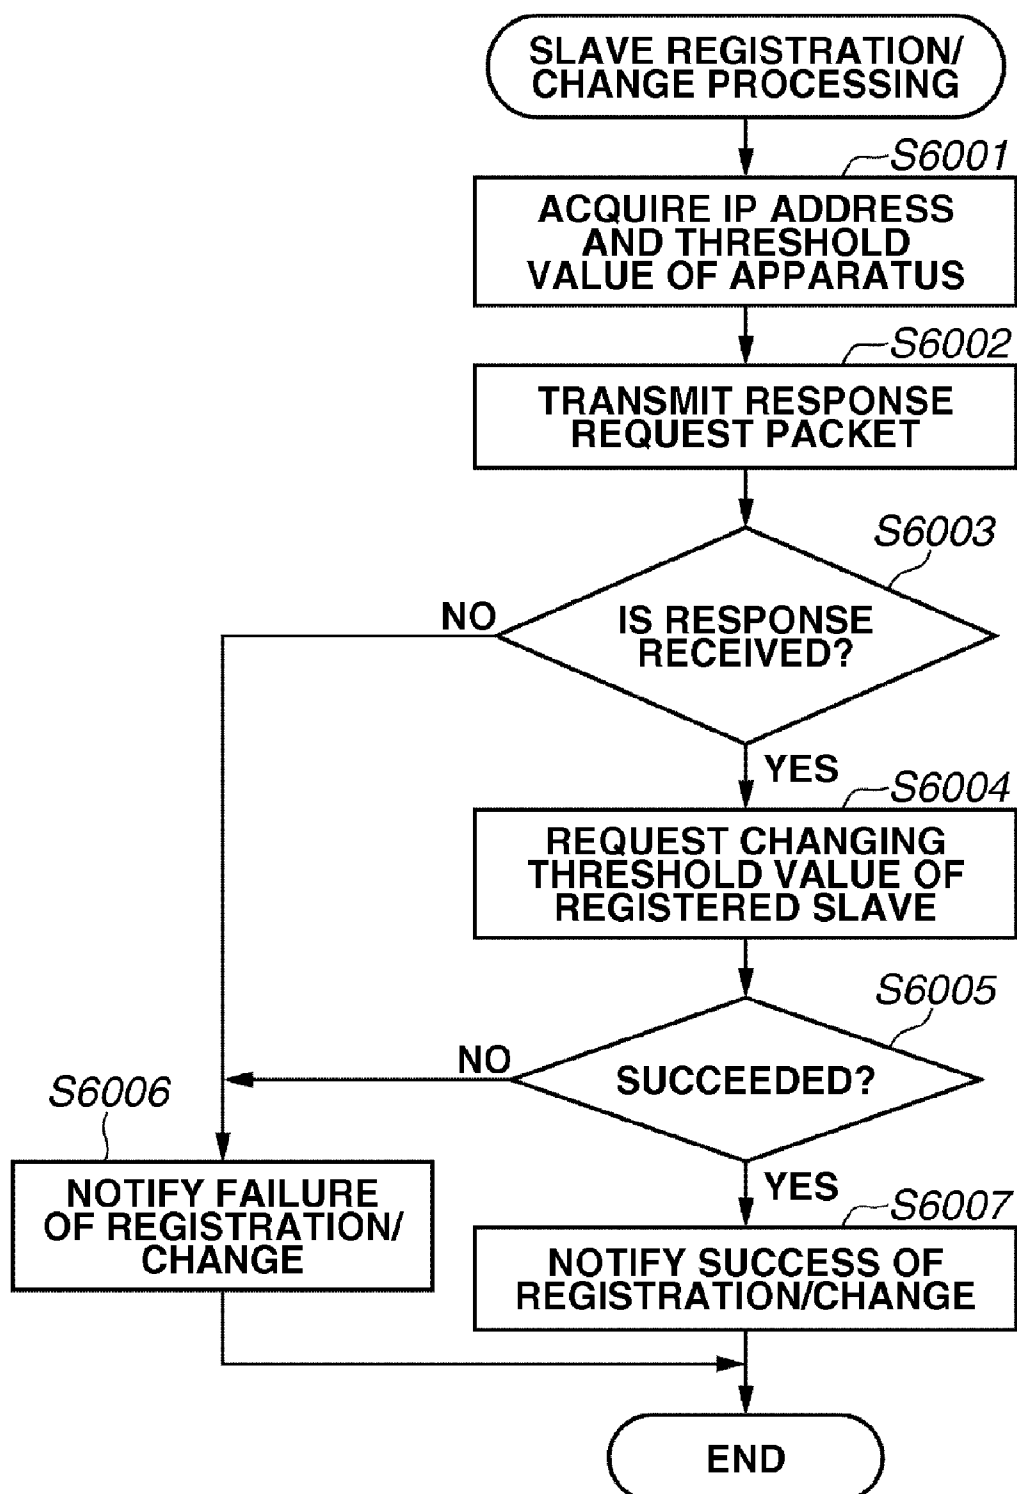 SLAVE REGISTRATION/
CHANGE PROCESSING
S6001
ACQUIRE IP ADDRESS
AND THRESHOLD
VALUE OF APPARATUS
S6002
TRANSMIT RESPONSE
REQUEST PACKET
S6003
NO
IS RESPONSE
RECEIVED?
YES
S6004
REQUEST CHANGING
THRESHOLD VALUE OF
REGISTERED SLAVE
S6005
NO
SUCCEEDED?
S6006
NOTIFY FAILURE
OF REGISTRATION/
CHANGE
YES
S6007
NOTIFY SUCCESS OF
REGISTRATION/CHANGE
END